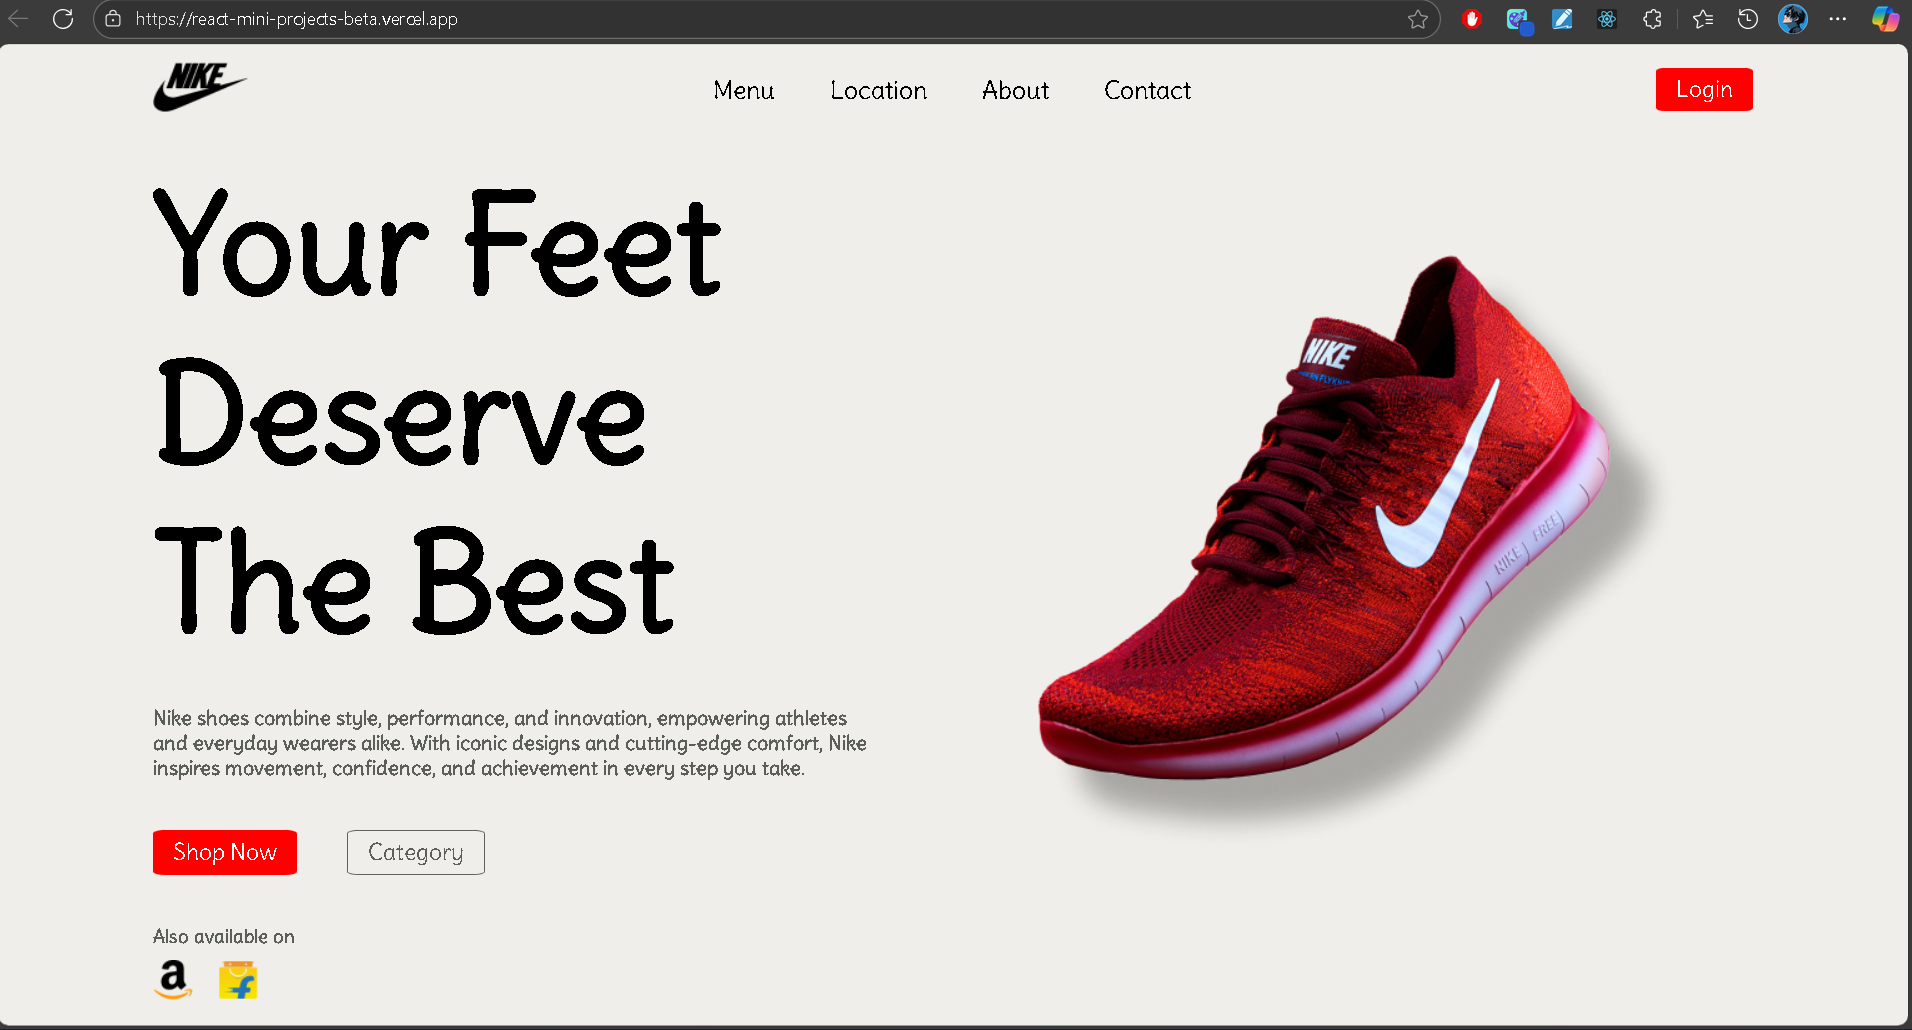 https://react-mini-projects-beta.vercel.app
NIKE
Menu
Location
About
Contact
Login
Your Feet
Deserve
The Best
NIKE
NIKE FREE
Nike shoes combine style, performance, and innovation, empowering athletes
and everyday wearers alike. With iconic designs and cutting-edge comfort, Nike
inspires movement, confidence, and achievement in every step you take.
Shop Now
Category
Also available on
a